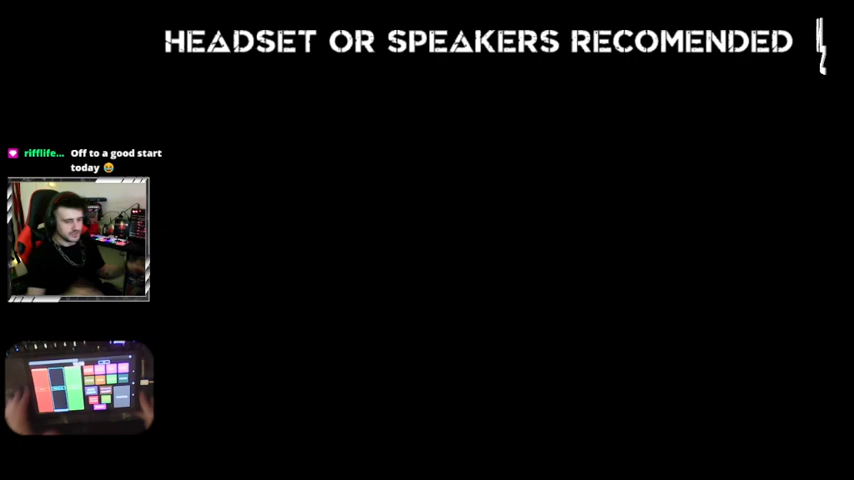 HEADSET OR SPEAKERS RECOMENDED
rifflife... Off to a good start
today 😢